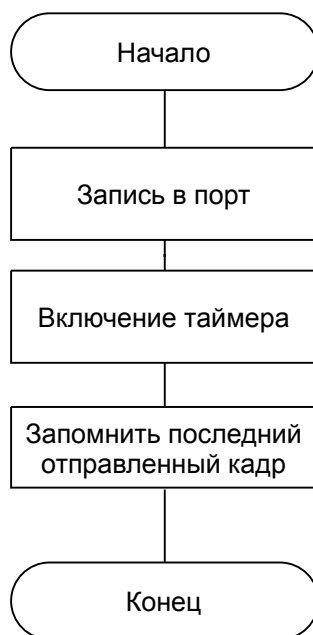 Начало
Запись в порт
Включение таймера
Запомнить последний
отправленный кадр
Конец